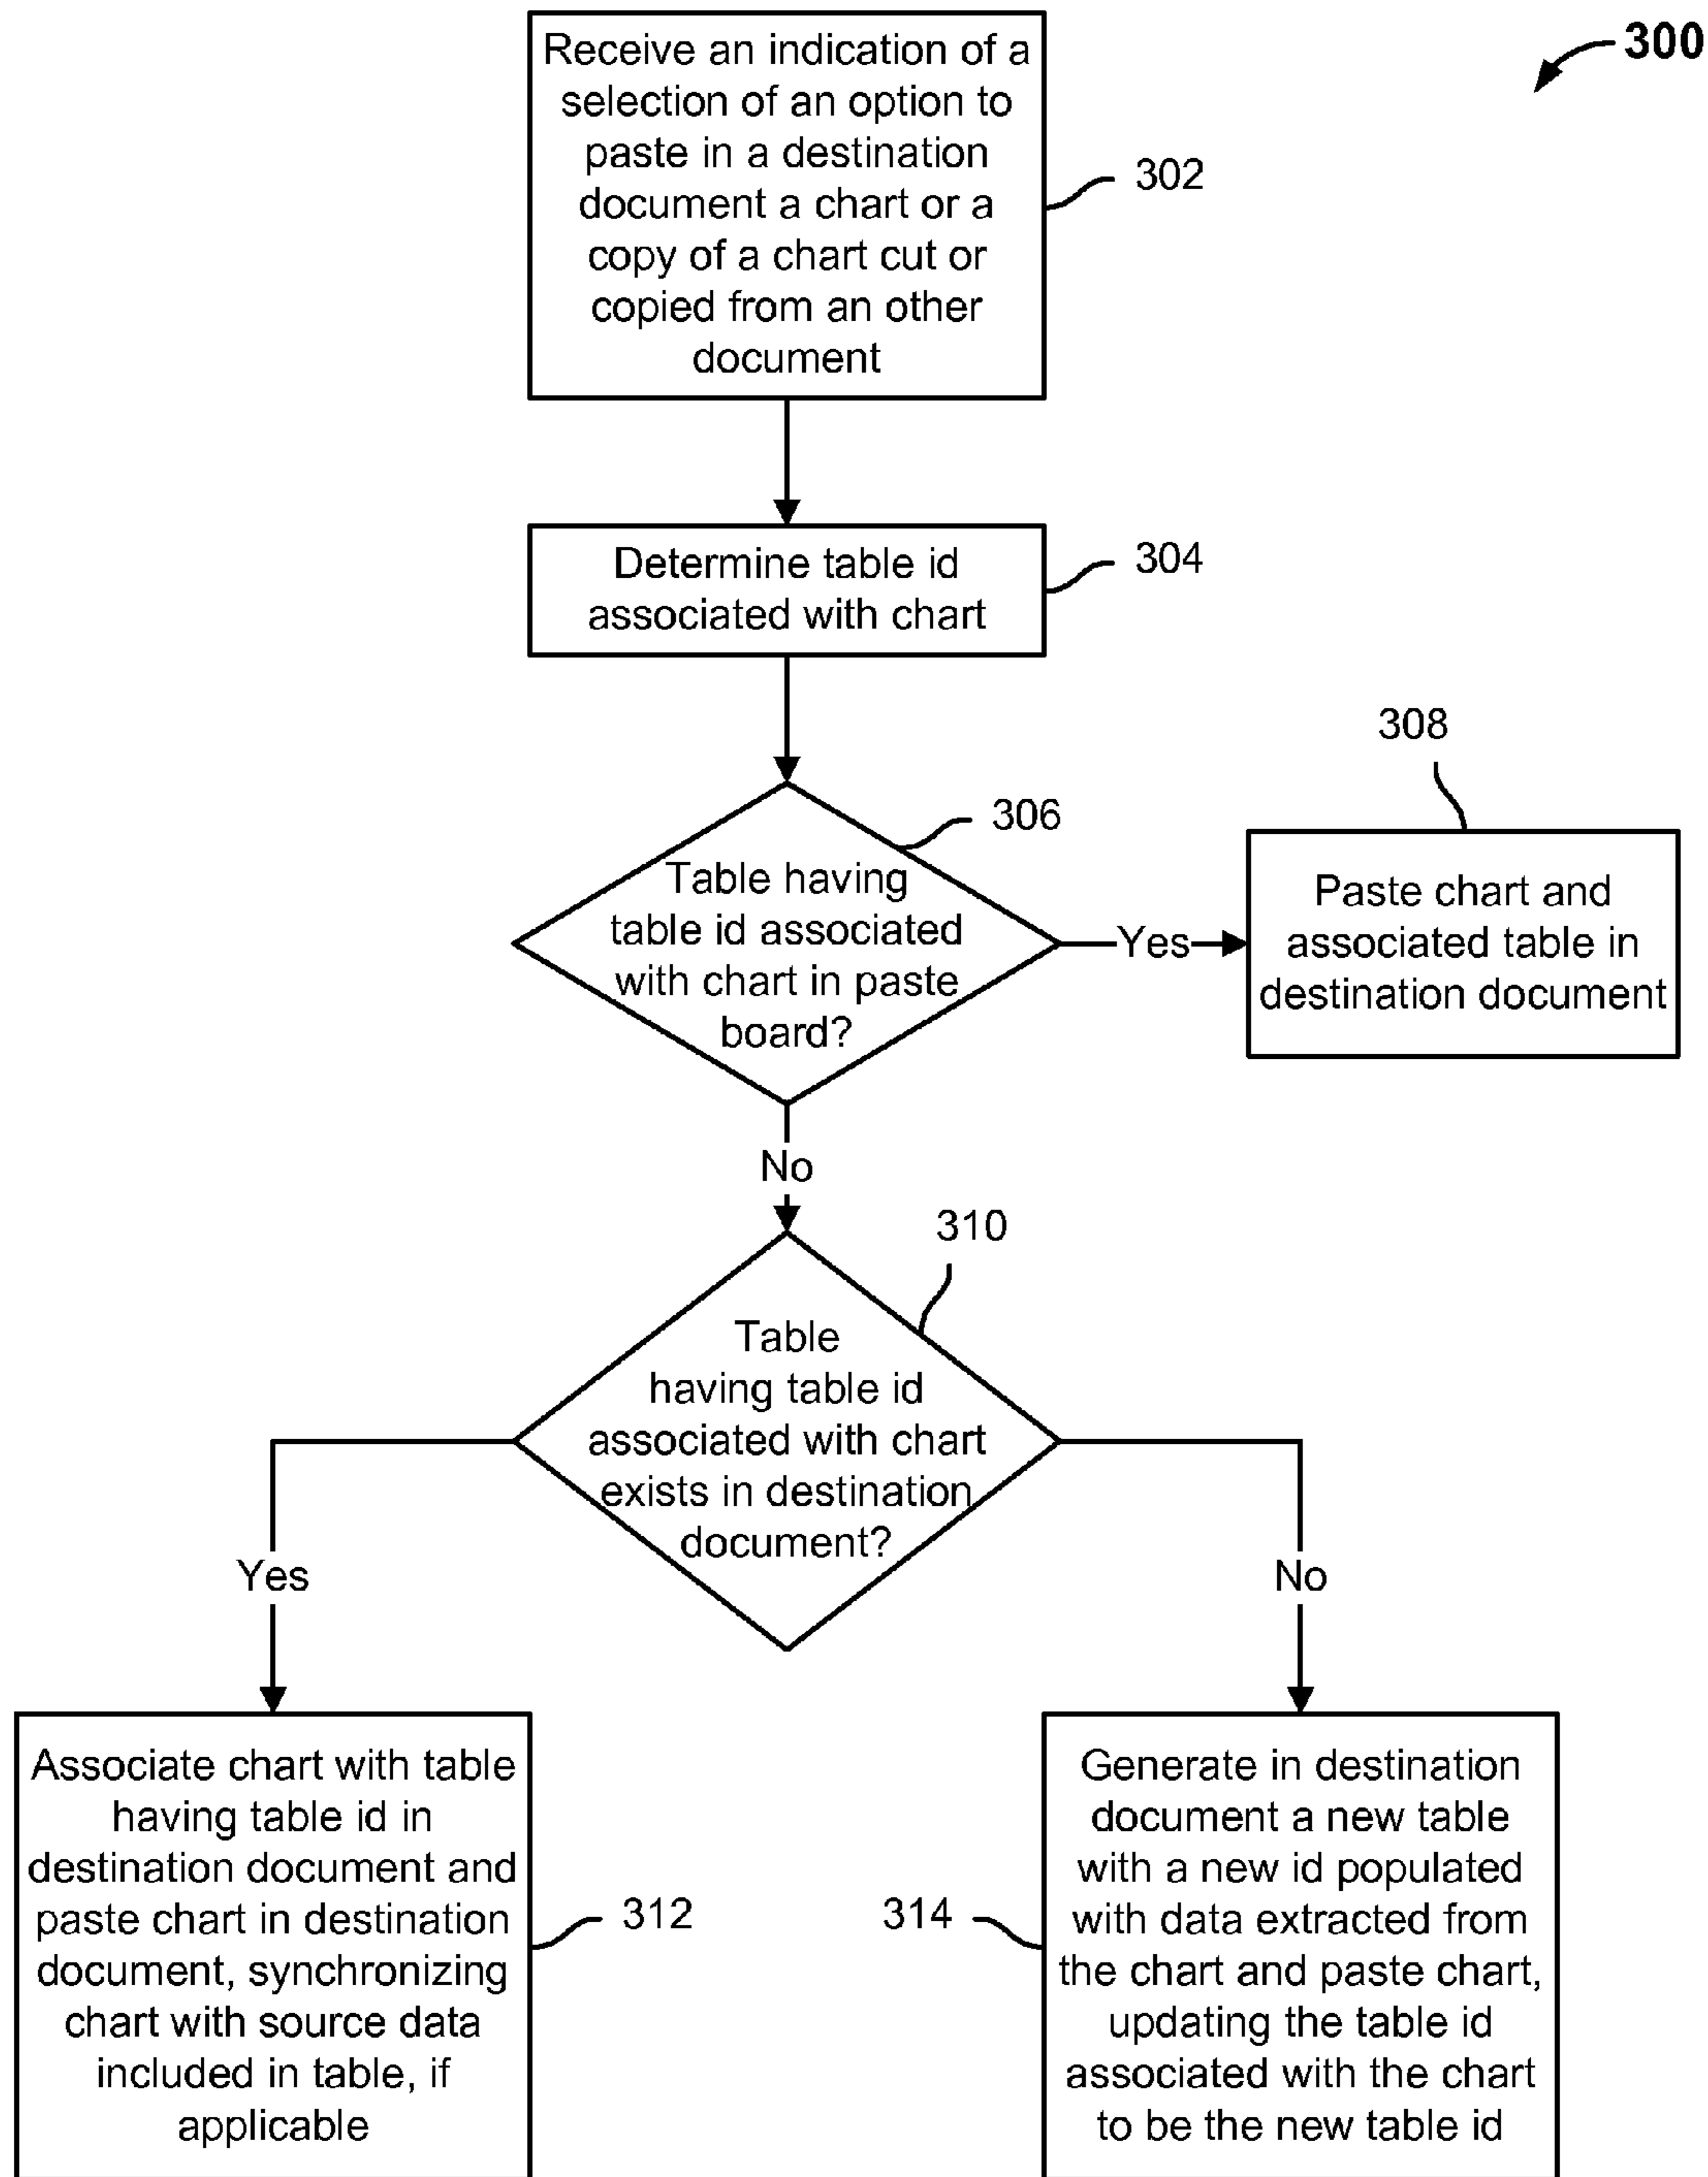 300
Receive an indication of a
selection of an option to
paste in a destination
document a chart or a
copy of a chart cut or
copied from an other
document
302
Determine table id
associated with chart
304
306
Table having
table id associated
with chart in paste
board?
Yes
308
Paste chart and
associated table in
destination document
No
310
Table
having table id
associated with chart
exists in destination
document?
Yes
No
Associate chart with table
having table id in
destination document and
paste chart in destination
document, synchronizing
chart with source data
included in table, if
applicable
312
314
Generate in destination
document a new table
with a new id populated
with data extracted from
the chart and paste chart,
updating the table id
associated with the chart
to be the new table id